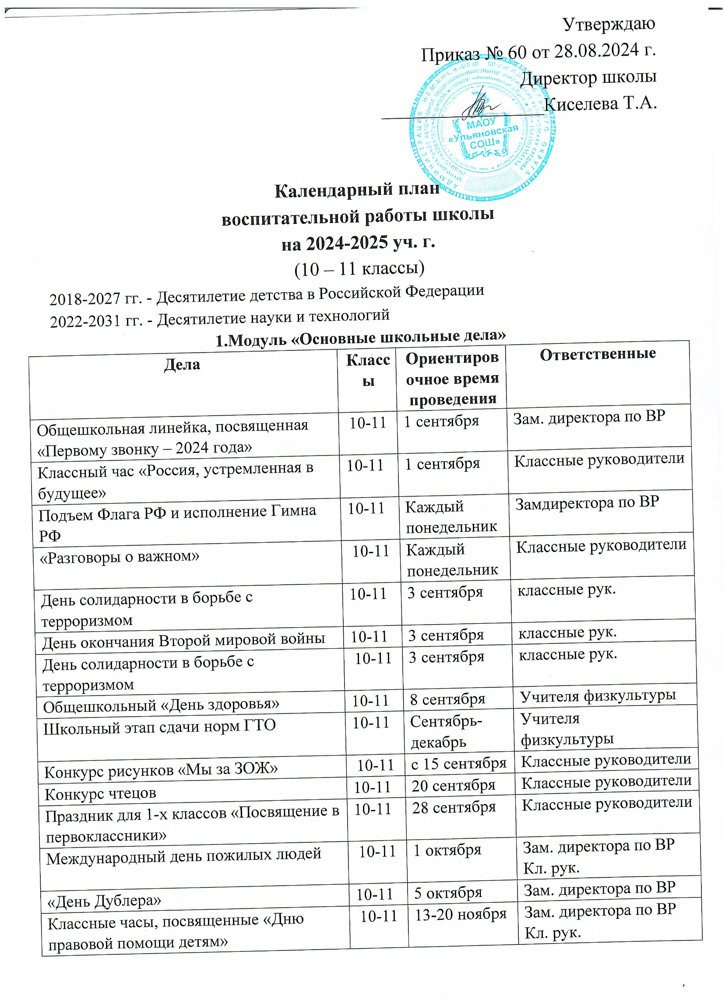 Утверждаю
Приказ № 60 от 28.08.2024 г.
Директор школы
Киселева Т.А.
МАОУ
«Ульяновская
СОШ»
Календарный план
воспитательной работы школы
на 2024-2025 уч. г.
(10 – 11 классы)
2018-2027 гг. - Десятилетие детства в Российской Федерации
2022-2031 гг. - Десятилетие науки и технологий
1.Модуль «Основные школьные дела»
Дела
Класс
ы
Ориентиров
очное время
проведения
Ответственные
Общешкольная линейка, посвященная
«Первому звонку – 2024 года»
10-11
1 сентября
Зам. директора по ВР
Классный час «Россия, устремленная в
будущее»
10-11
1 сентября
Классные руководители
Подъем Флага РФ и исполнение Гимна
РФ
10-11
Каждый
понедельник
Замдиректора по ВР
«Разговоры о важном»
10-11
Каждый
понедельник
Классные руководители
День солидарности в борьбе с
терроризмом
10-11
3 сентября
классные рук.
День окончания Второй мировой войны
10-11
3 сентября
классные рук.
День солидарности в борьбе с
терроризмом
10-11
3 сентября
классные рук.
Общешкольный «День здоровья»
10-11
8 сентября
Учителя физкультуры
Школьный этап сдачи норм ГТО
10-11
Сентябрь-
декабрь
Учителя
физкультуры
Конкурс рисунков «Мы за ЗОЖ»
10-11
с 15 сентября
Классные руководители
Конкурс чтецов
10-11
20 сентября
Классные руководители
Праздник для 1-х классов «Посвящение в
первоклассники»
10-11
28 сентября
Классные руководители
Международный день пожилых людей
10-11
1 октября
Зам. директора по ВР
Кл. рук.
«День Дублера»
10-11
5 октября
Зам. директора по ВР
Классные часы, посвященные «Дню
правовой помощи детям»
10-11
13-20 ноября
Зам. директора по ВР
Кл. рук.